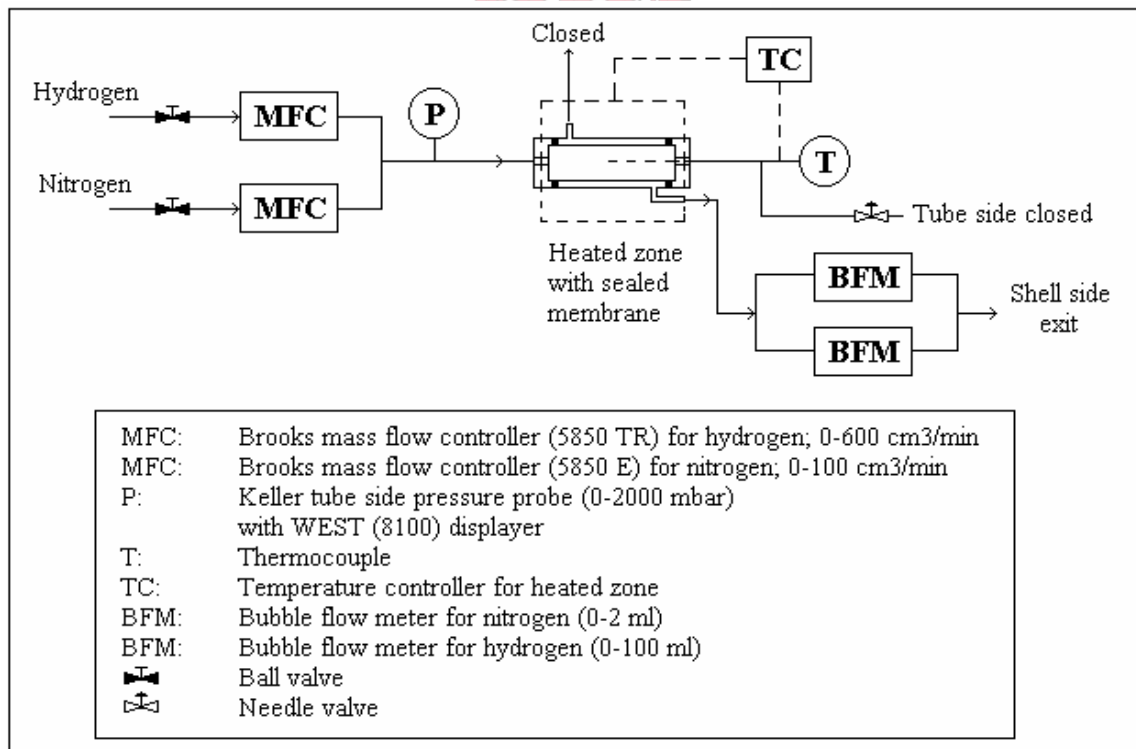 Closed
TC
Hydrogen
MFC
P
Nitrogen
MFC
T
Tube side closed
Heated zone
with sealed
membrane
BFM
Shell side
exit
BFM
MFC: Brooks mass flow controller (5850 TR) for hydrogen; 0-600 cm3/min
MFC: Brooks mass flow controller (5850 E) for nitrogen; 0-100 cm3/min
P: Keller tube side pressure probe (0-2000 mbar)
with WEST (8100) displayer
T: Thermocouple
TC: Temperature controller for heated zone
BFM: Bubble flow meter for nitrogen (0-2 ml)
BFM: Bubble flow meter for hydrogen (0-100 ml)
Ball valve
Needle valve